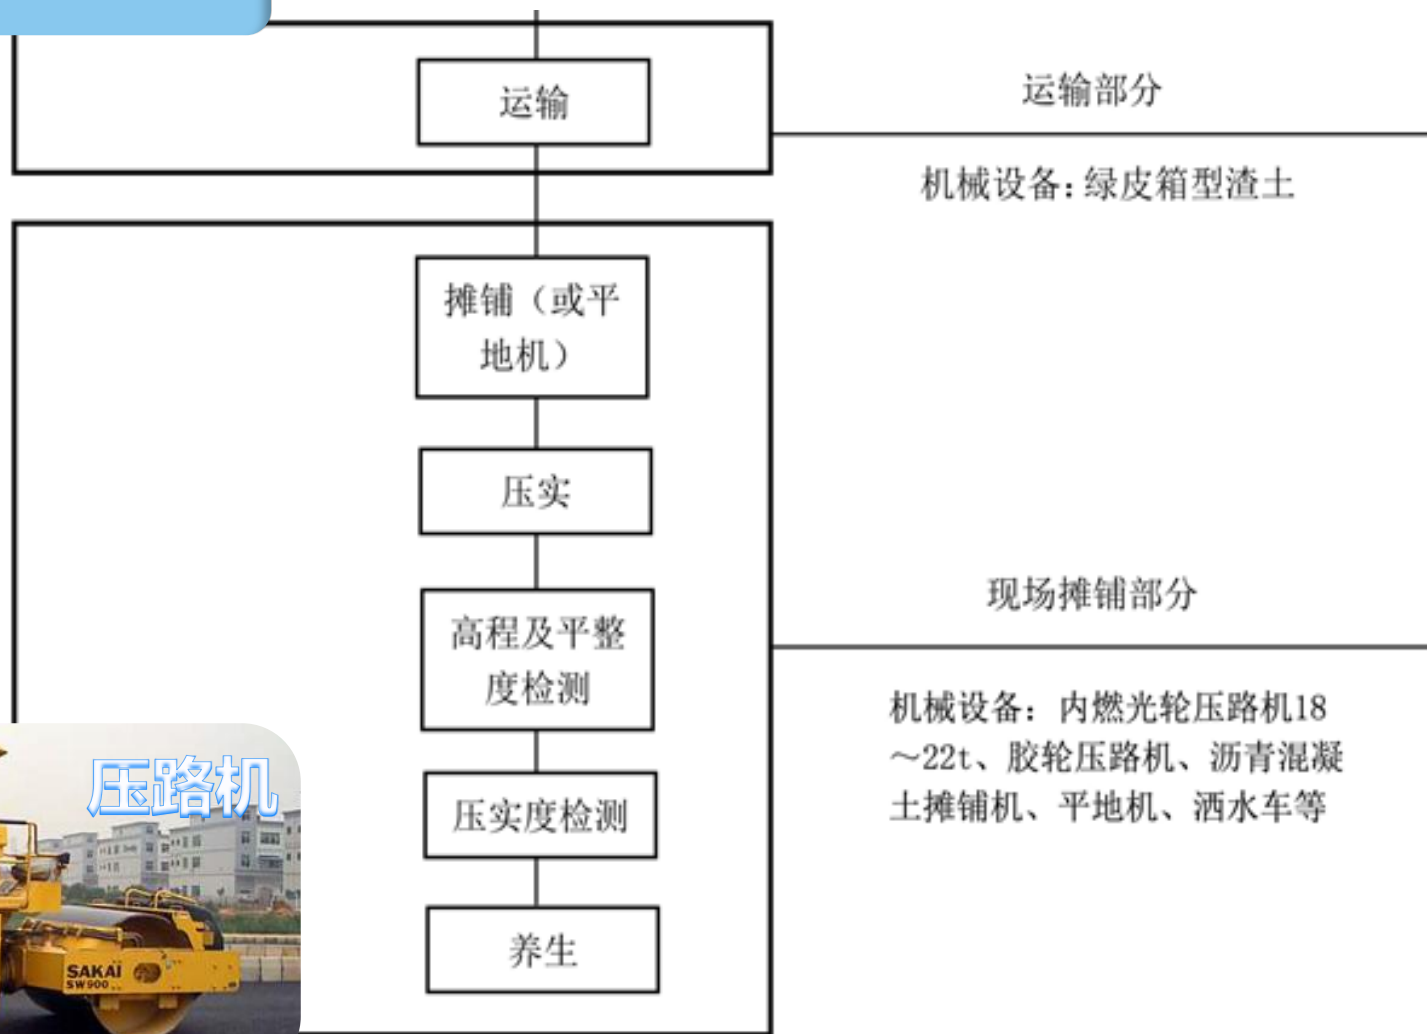 运输
运输部分
机械设备：绿皮箱型渣土
摊铺（或平
地机）
压实
高程及平整
度检测
压实度检测
养生
现场摊铺部分
机械设备：内燃光轮压路机18
～22t、胶轮压路机、沥青混凝
土摊铺机、平地机、洒水车等
压路机
SAKAI
SW900